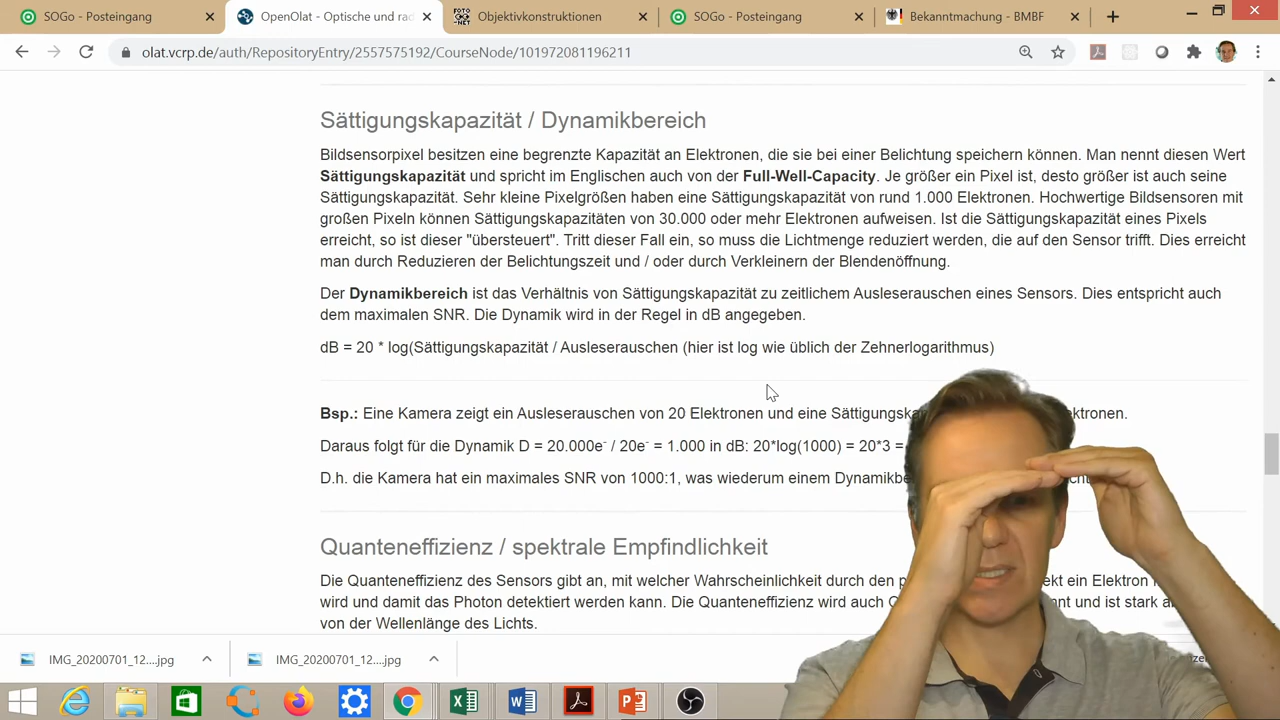 SOGo - Posteingang
OpenOlat - Optische und rad
Objektivkonstruktionen
SOGo - Posteingang
Bekanntmachung - BMBF
olat.vcrp.de/auth/RepositoryEntry/2557575192/CourseNode/101972081196211
Sättigungskapazität / Dynamikbereich
Bildsensorpixel besitzen eine begrenzte Kapazität an Elektronen, die sie bei einer Belichtung speichern können. Man nennt diesen Wert
Sättigungskapazität und spricht im Englischen auch von der Full-Well-Capacity. Je größer ein Pixel ist, desto größer ist auch seine
Sättigungskapazität. Sehr kleine Pixelgrößen haben eine Sättigungskapazität von rund 1.000 Elektronen. Hochwertige Bildsensoren mit
großen Pixeln können Sättigungskapazitäten von 30.000 oder mehr Elektronen aufweisen. Ist die Sättigungskapazität eines Pixels
erreicht, so ist dieser "übersteuert". Tritt dieser Fall ein, so muss die Lichtmenge reduziert werden, die auf den Sensor trifft. Dies erreicht
man durch Reduzieren der Belichtungszeit und / oder durch Verkleinern der Blendenöffnung.
Der Dynamikbereich ist das Verhältnis von Sättigungskapazität zu zeitlichem Ausleserauschen eines Sensors. Dies entspricht auch
dem maximalen SNR. Die Dynamik wird in der Regel in dB angegeben.
dB = 20 * log(Sättigungskapazität / Ausleserauschen (hier ist log wie üblich der Zehnerlogarithmus)
Bsp.: Eine Kamera zeigt ein Ausleserauschen von 20 Elektronen und eine Sättigungska ektronen.
Daraus folgt für die Dynamik D = 20.000e- / 20e- = 1.000 in dB: 20*log(1000) = 20*3 =
D.h. die Kamera hat ein maximales SNR von 1000:1, was wiederum einem Dynamikbe
Quanteneffizienz / spektrale Empfindlichkeit
Die Quanteneffizienz des Sensors gibt an, mit welcher Wahrscheinlichkeit durch den ekt ein Elektron
wird und damit das Photon detektiert werden kann. Die Quanteneffizienz wird auch nnt und ist stark
von der Wellenlänge des Lichts.
IMG_20200701_12....jpg
IMG_20200701_12....jpg